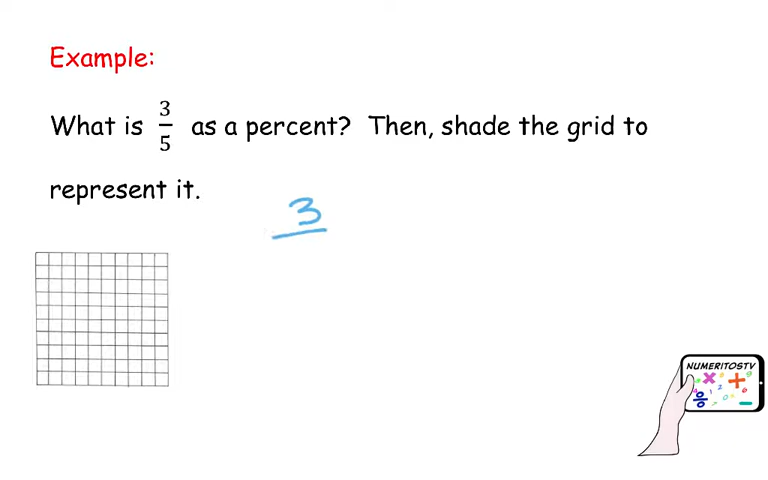 Example:
What is 3/5 as a percent? Then, shade the grid to
represent it.
3
NUMERITOSTV